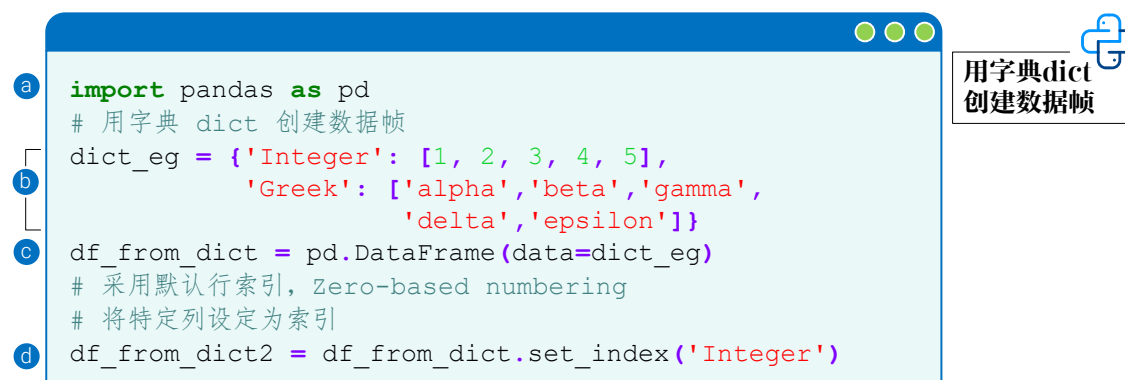 用字典dict
创建数据帧
a
import pandas as pd
# 用字典 dict 创建数据帧
b
dict_eg = {'Integer': [1, 2, 3, 4, 5],
'Greek': ['alpha','beta','gamma',
'delta','epsilon']}
c
df_from_dict = pd.DataFrame(data=dict_eg)
# 采用默认行索引，Zero-based numbering
# 将特定列设定为索引
d
df_from_dict2 = df_from_dict.set_index('Integer')